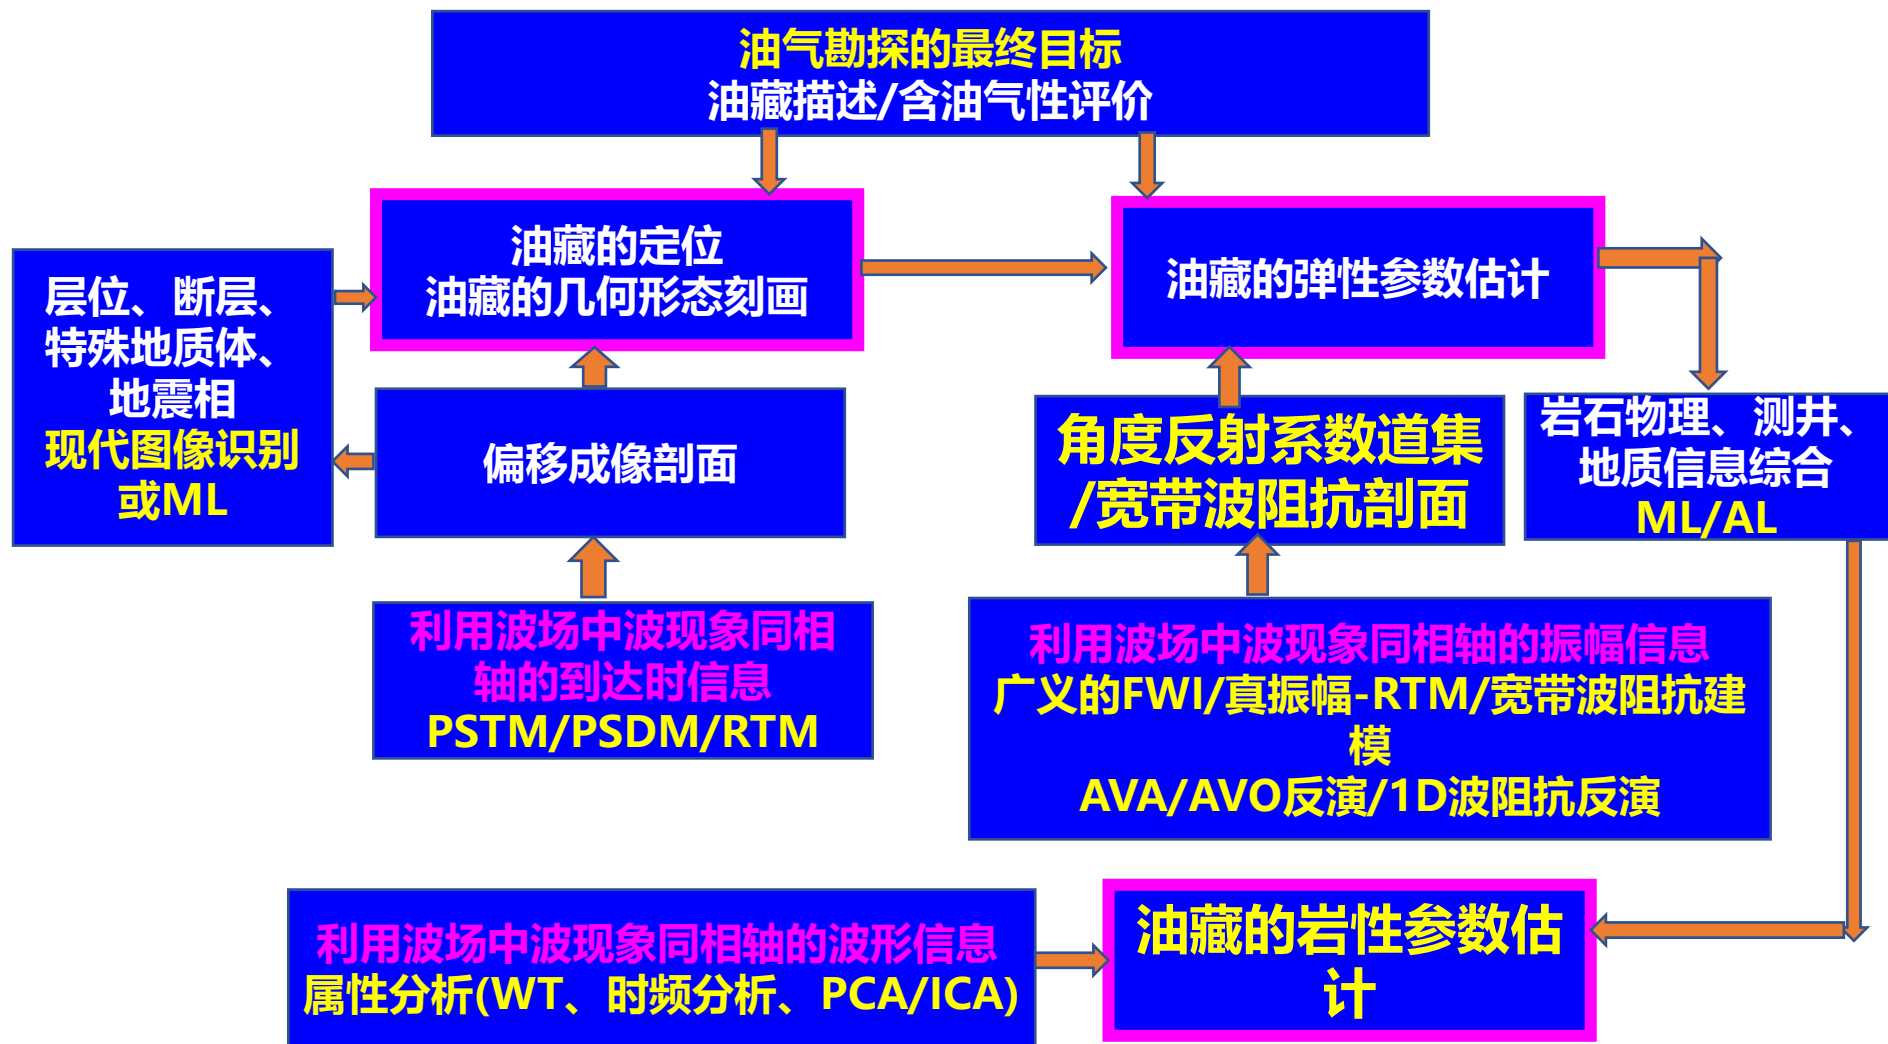 油气勘探的最终目标
油藏描述/含油气性评价
油藏的定位
油藏的几何形态刻画
油藏的弹性参数估计
层位、断层、
特殊地质体、
地震相
现代图像识别
或ML
偏移成像剖面
角度反射系数道集
/宽带波阻抗剖面
岩石物理、测井、
地质信息综合
ML/AL
利用波场中波现象同相
轴的到达时信息
PSTM/PSDM/RTM
利用波场中波现象同相轴的振幅信息
广义的FWI/真振幅-RTM/宽带波阻抗建
模
AVA/AVO反演/1D波阻抗反演
利用波场中波现象同相轴的波形信息
属性分析(WT、时频分析、PCA/ICA)
油藏的岩性参数估
计